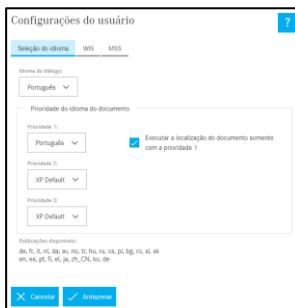 Configurações do usuário
?
Seleção do idioma WIS MSS
Idioma do diálogo:
Português
Prioridade do idioma do documento
Prioridade 1:
Português
Executar a localização do documento somente
com a prioridade 1
Prioridade 2:
XP Default
Prioridade 3:
XP Default
Publicações disponíveis:
de, fr, it, nl, da, sv, no, tr, hu, ru, cs, pl, bg, ro, sl, sk
en, es, pt, fi, el, ja, zh_CN, ko, de
Cancelar Armazenar